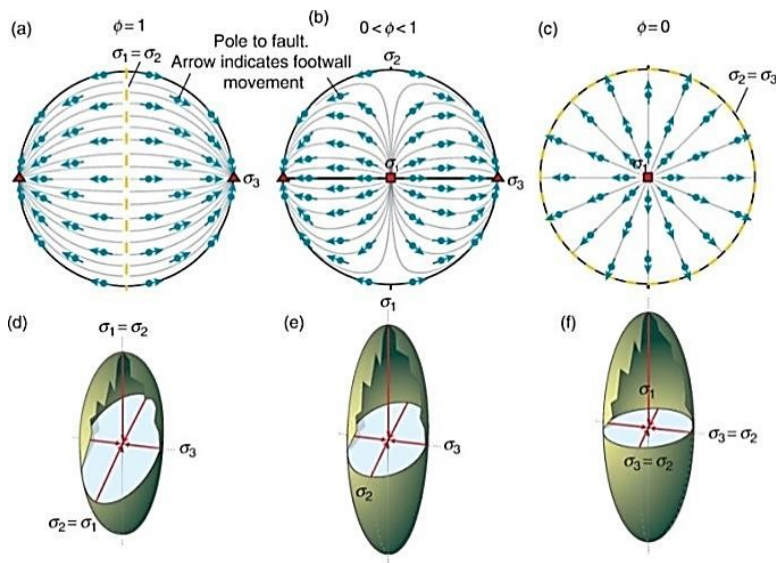 (a)
ϕ = 1
σ₁ = σ₂
Pole to fault.
Arrow indicates footwall
movement
σ₃
(b)
0 < ϕ < 1
σ₂
σ₁
σ₃
(c)
ϕ = 0
σ₂ = σ₃
σ₁
(d)
σ₁ = σ₂
σ₃
σ₂ = σ₁
(e)
σ₁
σ₃
σ₂
(f)
σ₁
σ₃ = σ₂
σ₃ = σ₂